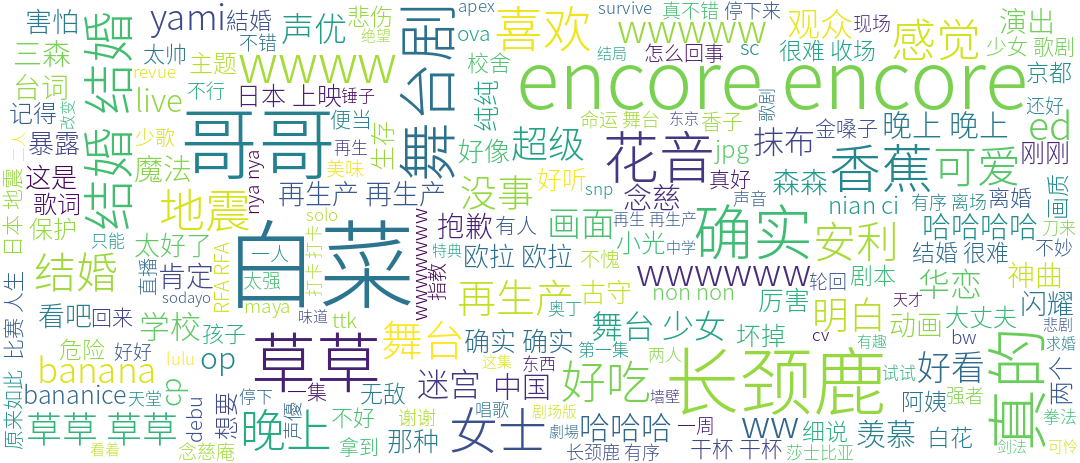 害怕
yami
結婚
悲伤
绝望
apex
ova
survive
真不错
停下来
现场
观众
感觉
演出
三森
太帅
不错
声优
舞台剧
喜欢
wwwww
sc
很难 收场
少女 歌剧
台词
revue
主题
wwww
校舍
结局
怎么回事
京都
结婚 结婚
live
不行
日本 上映
锤子
encore encore
记得
改变
哥哥
便当
生存
纯纯
命运 舞台
东京
歌剧
还好
ed
暴露
少歌
再生
美味
好像
超级
花音
香子
jpg
抹布
金嗓子
晚上 晚上
刚刚
二人
这是
魔法
nya nya
再生产 再生产
没事
好听
snp
念慈
真好
森森
香蕉
可爱
画质
日本 地震
歌词
地震
白菜
solo
打卡 打卡
wwwwwwww
抱歉
有人
画面
声音
确实
nian ci
有序 离场
离婚
保护
只能
太好了
一人
RFA RFA
特典
指教
欧拉 欧拉
小光
中学
再生 再生产
安利
哈哈哈哈
刀来
结婚
直播
肯定
太强
不愧
wwwwww
结婚 很难
不妙
比赛 人生
sodayo
maya
味道
再生产
古守
non non
轮回
剧本
华恋
神曲
看吧
回来
学校
孩子
ttk
奥丁
厉害
明白
天才
闪耀
原来如此
危险
好好
op
舞台
确实 确实
第一集
舞台 少女
坏掉
cv
动画
大丈夫
悲剧
banana
lulu
草草
这集
东西
两人
有趣
bw
求婚
bananice
天堂
cp
停下
一集
无敌
迷宫
中国
好吃
墙壁
长颈鹿
试试
好看
真的
两个
草草 草草
debu
想要
声優
晚上
不好
谢谢
唱歌
剧场版
哈哈哈
一周
ww
羡慕
阿姨
强者
拳法
看着
念慈庵
拿到
那种
女士
劇場
长颈鹿 有序
干杯 干杯
细说
莎士比亚
白花
剑法
可怜